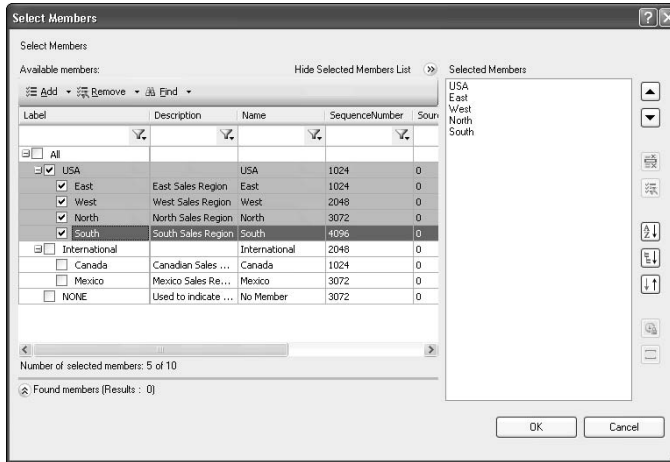 Select Members
Select Members
Available members:
Hide Selected Members List
Selected Members
Add Remove Find
Label Description Name SequenceNumber Sour
All
USA USA 1024 0
East East Sales Region East 1024 0
West West Sales Region West 2048 0
North North Sales Region North 3072 0
South South Sales Region South 4096 0
International International 2048 0
Canada Canadian Sales ... Canada 1024 0
Mexico Mexico Sales Re... Mexico 3072 0
NONE Used to indicate ... No Member 3072 0
Number of selected members: 5 of 10
Found members (Results : 0)
USA
East
West
North
South
OK Cancel